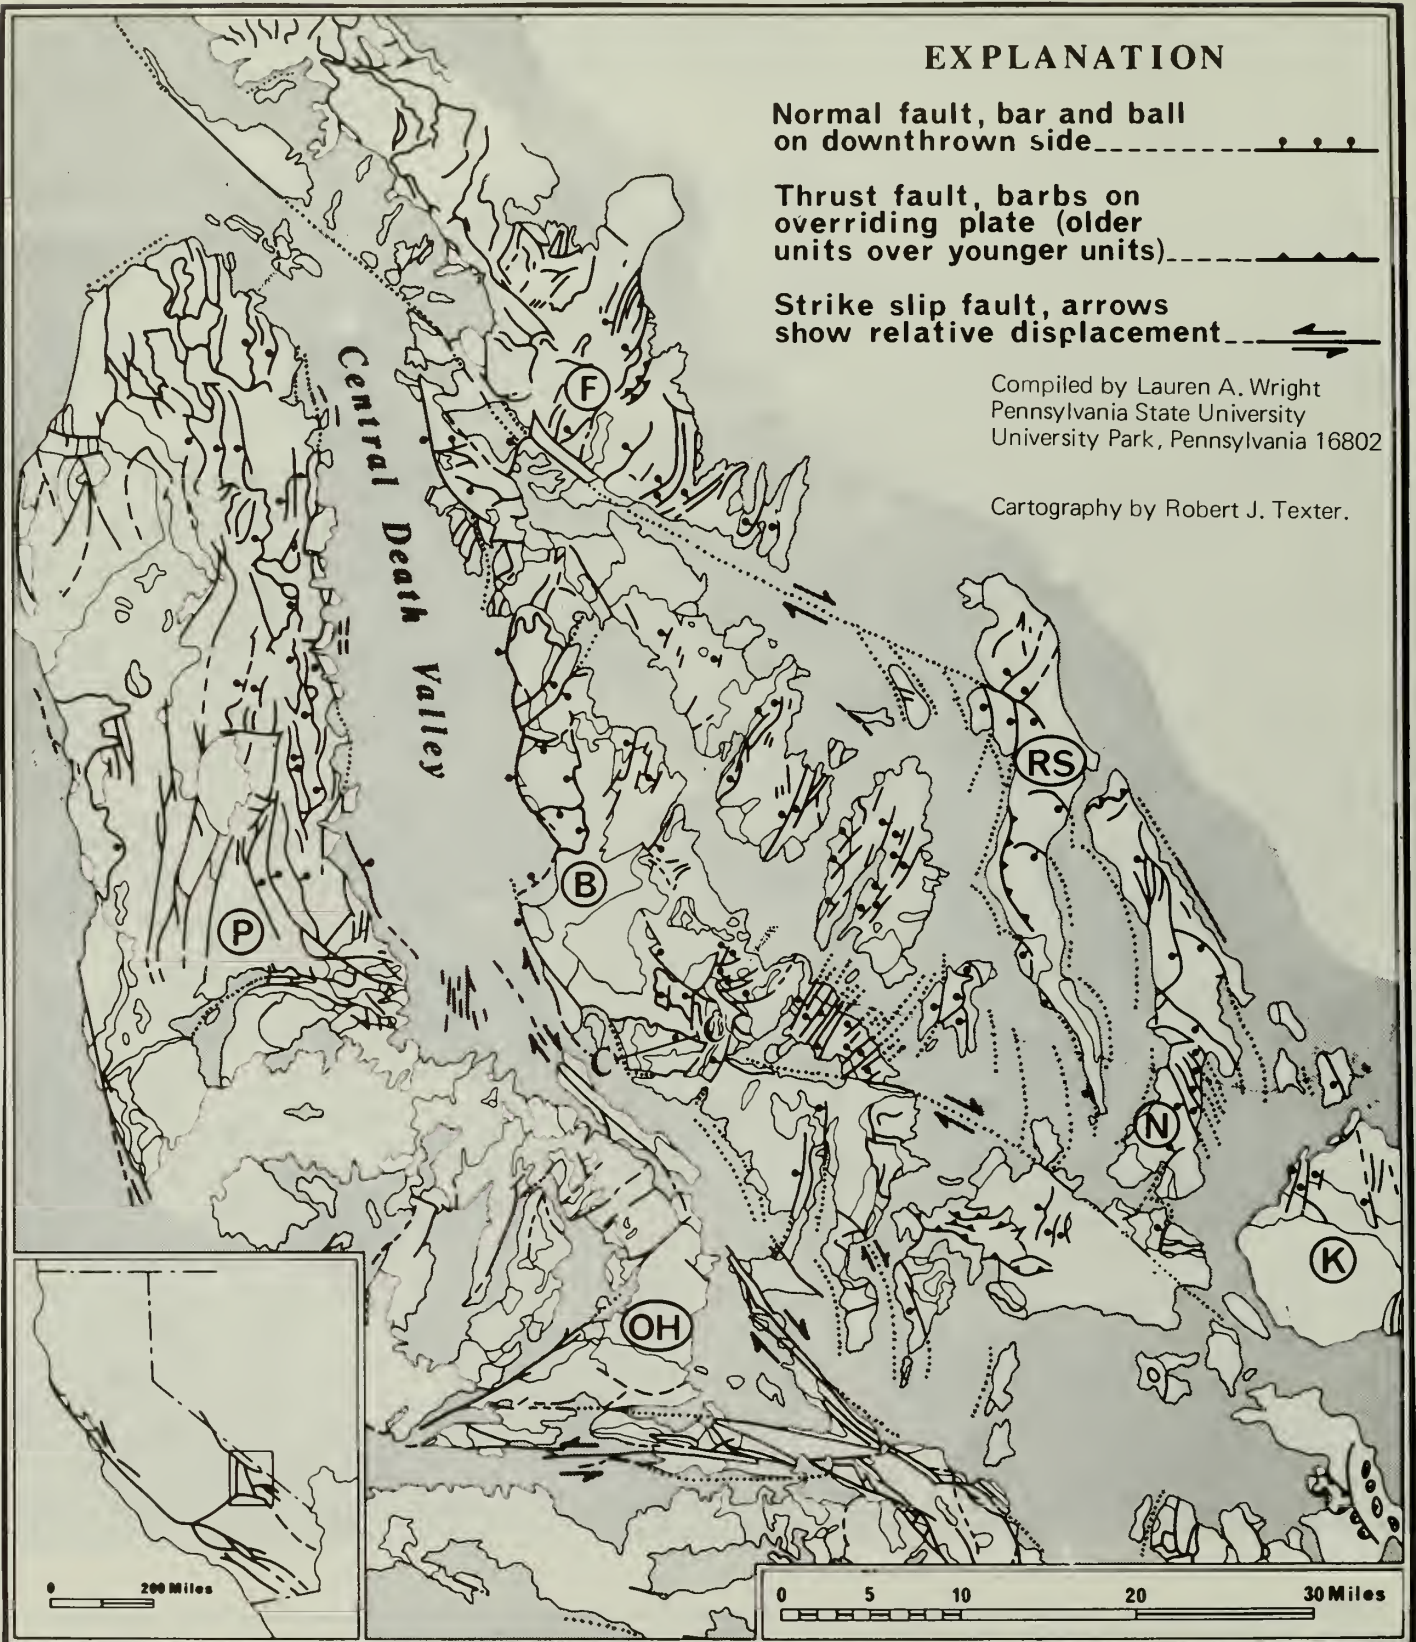 EXPLANATION
Normal fault, bar and ball
on downthrown side
Thrust fault, barbs on
overriding plate (older
units over younger units)
Strike slip fault, arrows
show relative displacement
Compiled by Lauren A. Wright
Pennsylvania State University
University Park, Pennsylvania 16802
Cartography by Robert J. Texter.
Central Death Valley
F
RS
B
P
C
N
K
OH
0 200 Miles
0 5 10 20 30 Miles